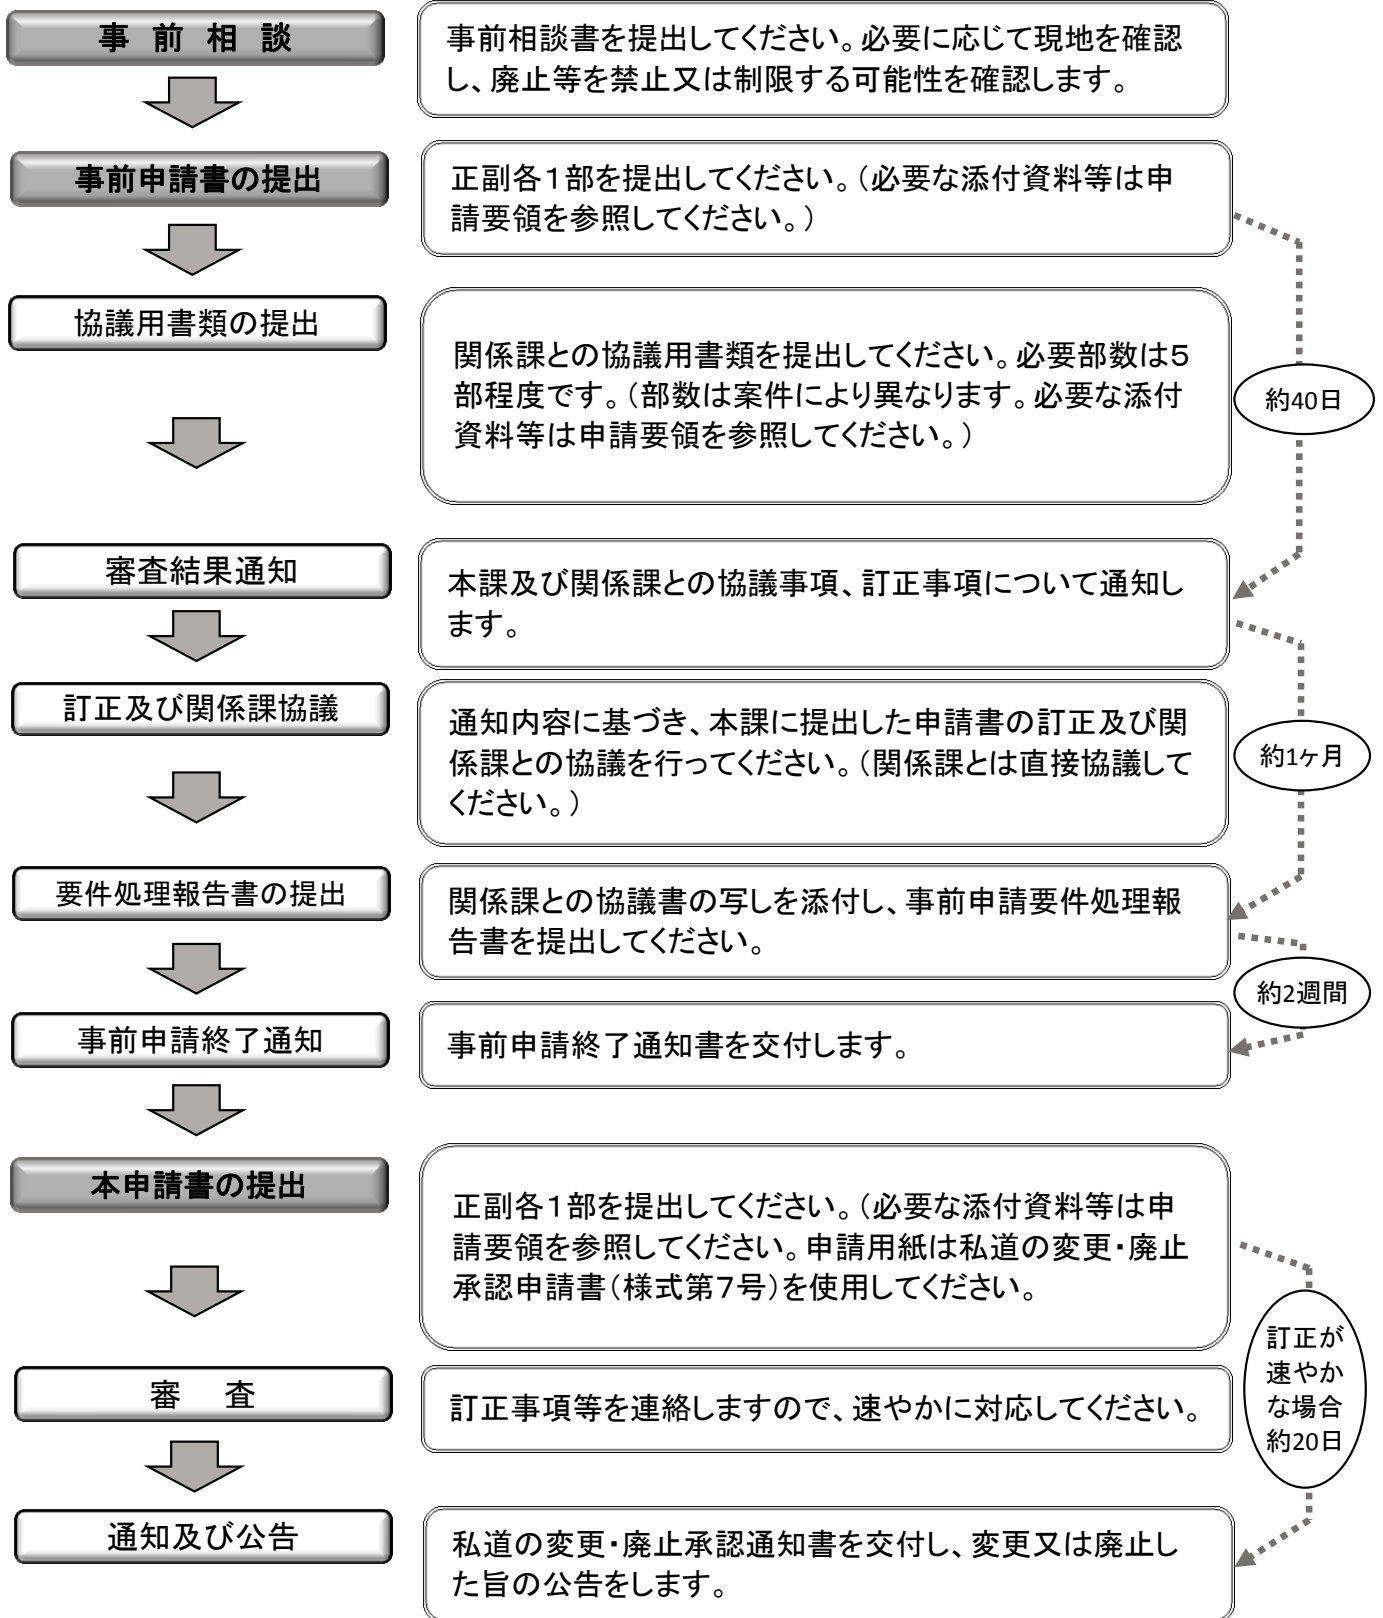 事 前 相 談
事前相談書を提出してください。必要に応じて現地を確認
し、廃止等を禁止又は制限する可能性を確認します。
事前申請書の提出
正副各１部を提出してください。（必要な添付資料等は申
請要領を参照してください。）
協議用書類の提出
関係課との協議用書類を提出してください。必要部数は５
部程度です。（部数は案件により異なります。必要な添付
資料等は申請要領を参照してください。）
約40日
審査結果通知
本課及び関係課との協議事項、訂正事項について通知し
ます。
訂正及び関係課協議
通知内容に基づき、本課に提出した申請書の訂正及び関
係課との協議を行ってください。（関係課とは直接協議して
ください。）
約1ヶ月
要件処理報告書の提出
関係課との協議書の写しを添付し、事前申請要件処理報
告書を提出してください。
約2週間
事前申請終了通知
事前申請終了通知書を交付します。
本申請書の提出
正副各１部を提出してください。（必要な添付資料等は申
請要領を参照してください。申請用紙は私道の変更・廃止
承認申請書（様式第７号）を使用してください。
訂正が
速やか
な場合
約20日
審 査
訂正事項等を連絡しますので、速やかに対応してください。
通知及び公告
私道の変更・廃止承認通知書を交付し、変更又は廃止し
た旨の公告をします。